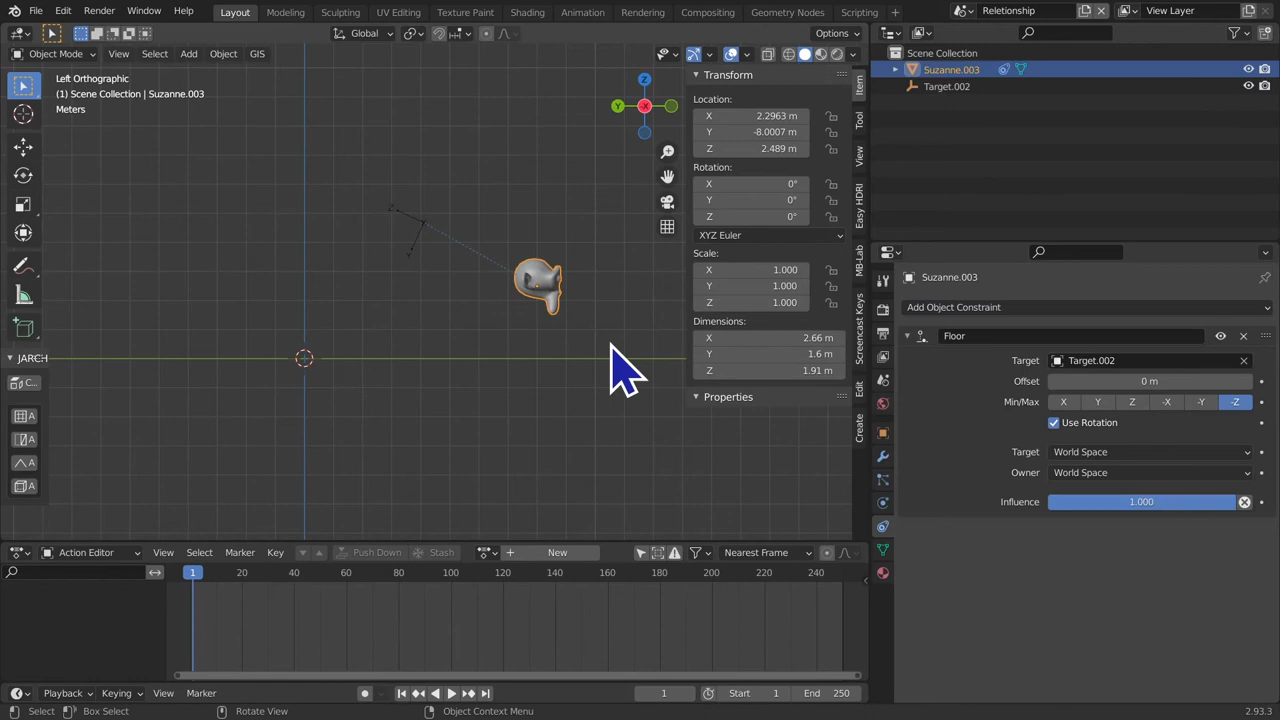 File Edit Render Window Help Layout Modeling Sculpting UV Editing Texture Paint Shading Animation Rendering Compositing Geometry Nodes Scripting + Relationship View Layer
Global Options
Object Mode View Select Add Object GIS
Left Orthographic
(1) Scene Collection | Suzanne.003
Meters
Z
Y
-X
JARCH
C...
A
A
A
A
Transform
Location:
X 2.2963 m
Y -8.0007 m
Z 2.489 m
Rotation:
X 0°
Y 0°
Z 0°
XYZ Euler
Scale:
X 1.000
Y 1.000
Z 1.000
Dimensions:
X 2.66 m
Y 1.6 m
Z 1.91 m
Properties
Item
Tool
View
Easy HDRI
MB-Lab
Screencast Keys
Edit
Create
Scene Collection
Suzanne.003
Target.002
Suzanne.003
Add Object Constraint
Floor
Target Target.002
Offset 0 m
Min/Max X Y Z -X -Y -Z
Use Rotation
Target World Space
Owner World Space
Influence 1.000
Action Editor View Select Marker Key Push Down Stash + New Nearest Frame
1 20 40 60 80 100 120 140 160 180 200 220 240
Playback Keying View Marker 1 Start 1 End 250
Select Box Select Rotate View Object Context Menu 2.93.3